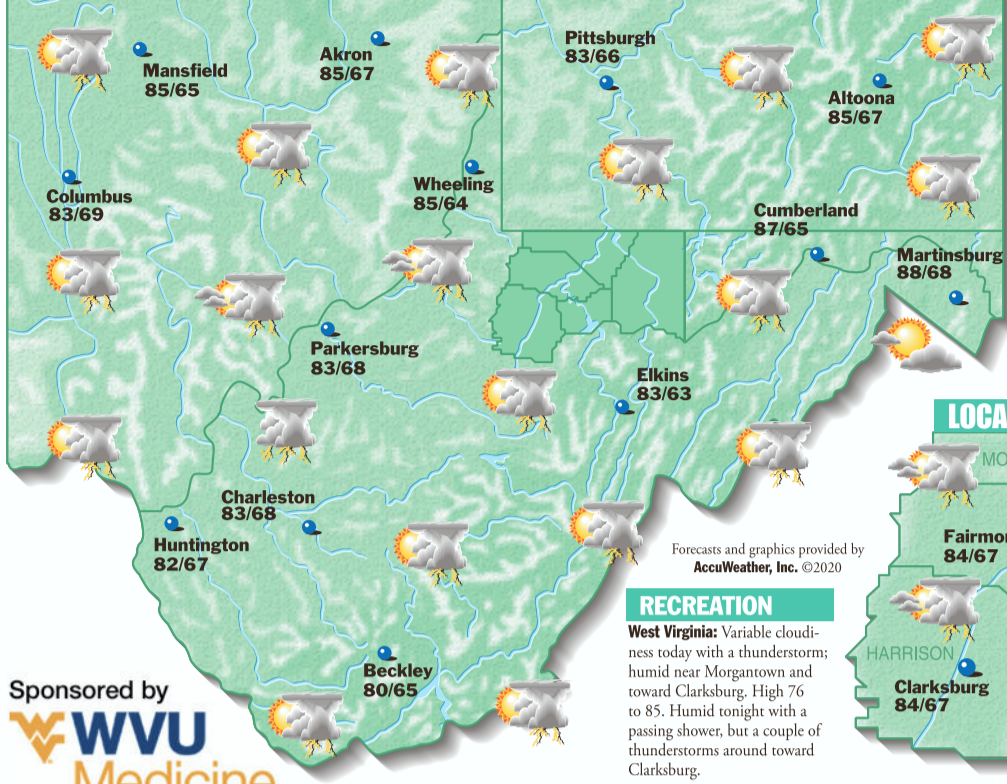 Mansfield
85/65
Akron
85/67
Pittsburgh
83/66
Altoona
85/67
Columbus
83/69
Wheeling
85/64
Cumberland
87/65
Martinsburg
88/68
Parkersburg
83/68
Elkins
83/63
Charleston
83/68
Huntington
82/67
Beckley
80/65
Forecasts and graphics provided by
AccuWeather, Inc. ©2020
RECREATION
West Virginia: Variable cloudi-
ness today with a thunderstorm;
humid near Morgantown and
toward Clarksburg. High 76
to 85. Humid tonight with a
passing shower, but a couple of
thunderstorms around toward
Clarksburg.
LOCA
MO
Fairmo
84/67
HARRISON
Clarksburg
84/67
Sponsored by
WVU
Medicine